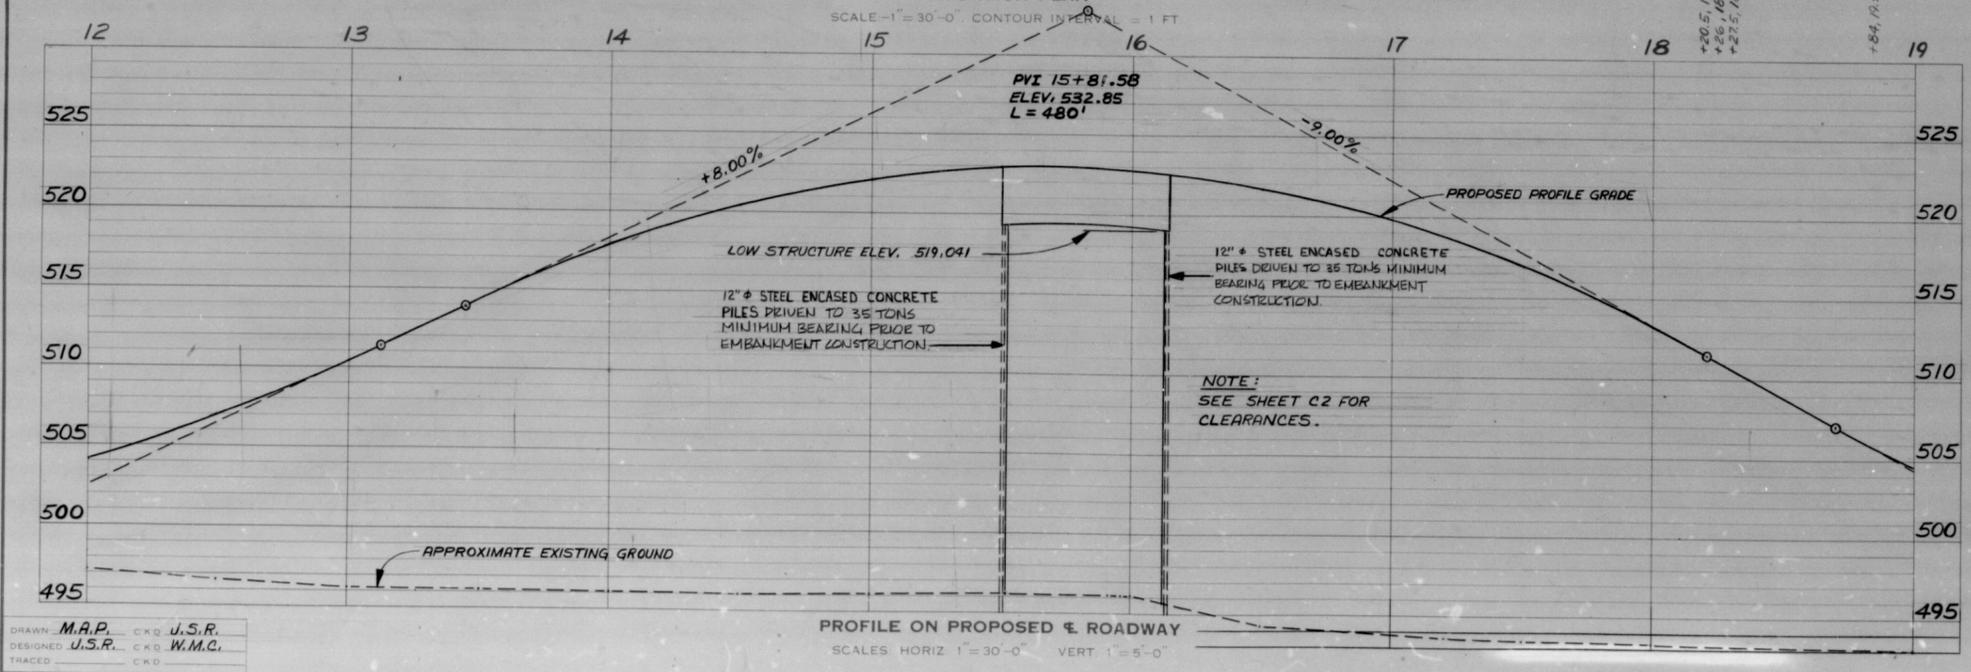 SCALE-1"=30'-0". CONTOUR INTERVAL = 1 FT
12 13 14 15 16 17 18 19
PVI 15+81.58
ELEV. 532.85
L = 480'
+8.00%
-9.00%
525 525
520 520
515 515
510 510
505 505
500 500
495 495
PROPOSED PROFILE GRADE
LOW STRUCTURE ELEV. 519.041
12" ϕ STEEL ENCASED CONCRETE
PILES DRIVEN TO 35 TONS
MINIMUM BEARING PRIOR TO
EMBANKMENT CONSTRUCTION.
12" ϕ STEEL ENCASED CONCRETE
PILES DRIVEN TO 35 TONS MINIMUM
BEARING PRIOR TO EMBANKMENT
CONSTRUCTION.
NOTE:
SEE SHEET C2 FOR
CLEARANCES.
APPROXIMATE EXISTING GROUND
PROFILE ON PROPOSED ℄ ROADWAY
SCALES: HORIZ. 1"=30'-0" VERT. 1"=5'-0"
DRAWN M.A.P. CKD J.S.R.
DESIGNED J.S.R. CKD W.M.C.
TRACED CKD